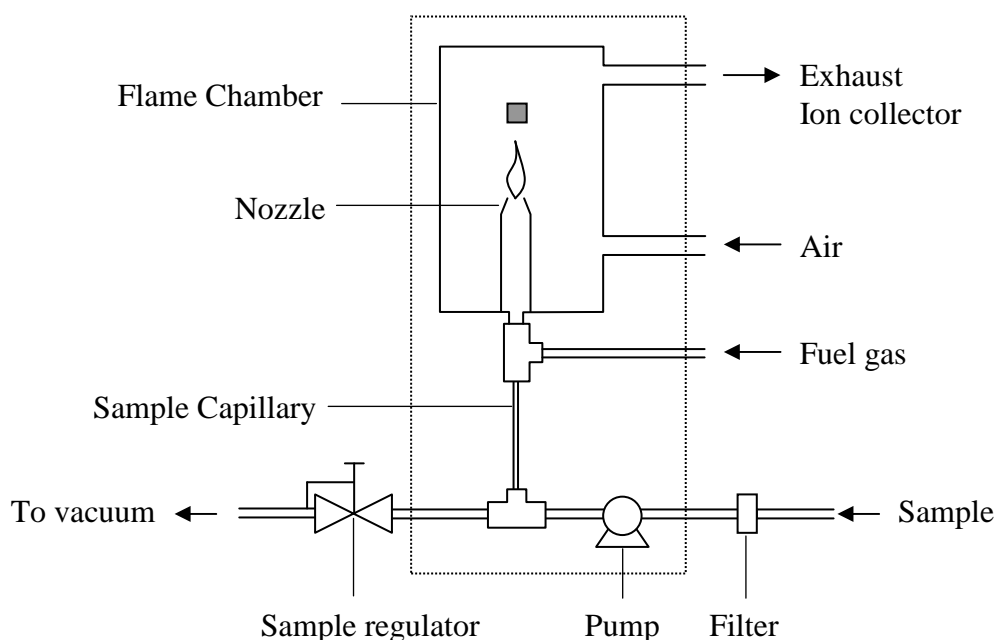 Flame Chamber
Exhaust
Ion collector
Nozzle
Air
Fuel gas
Sample Capillary
To vacuum
Sample
Sample regulator
Pump
Filter